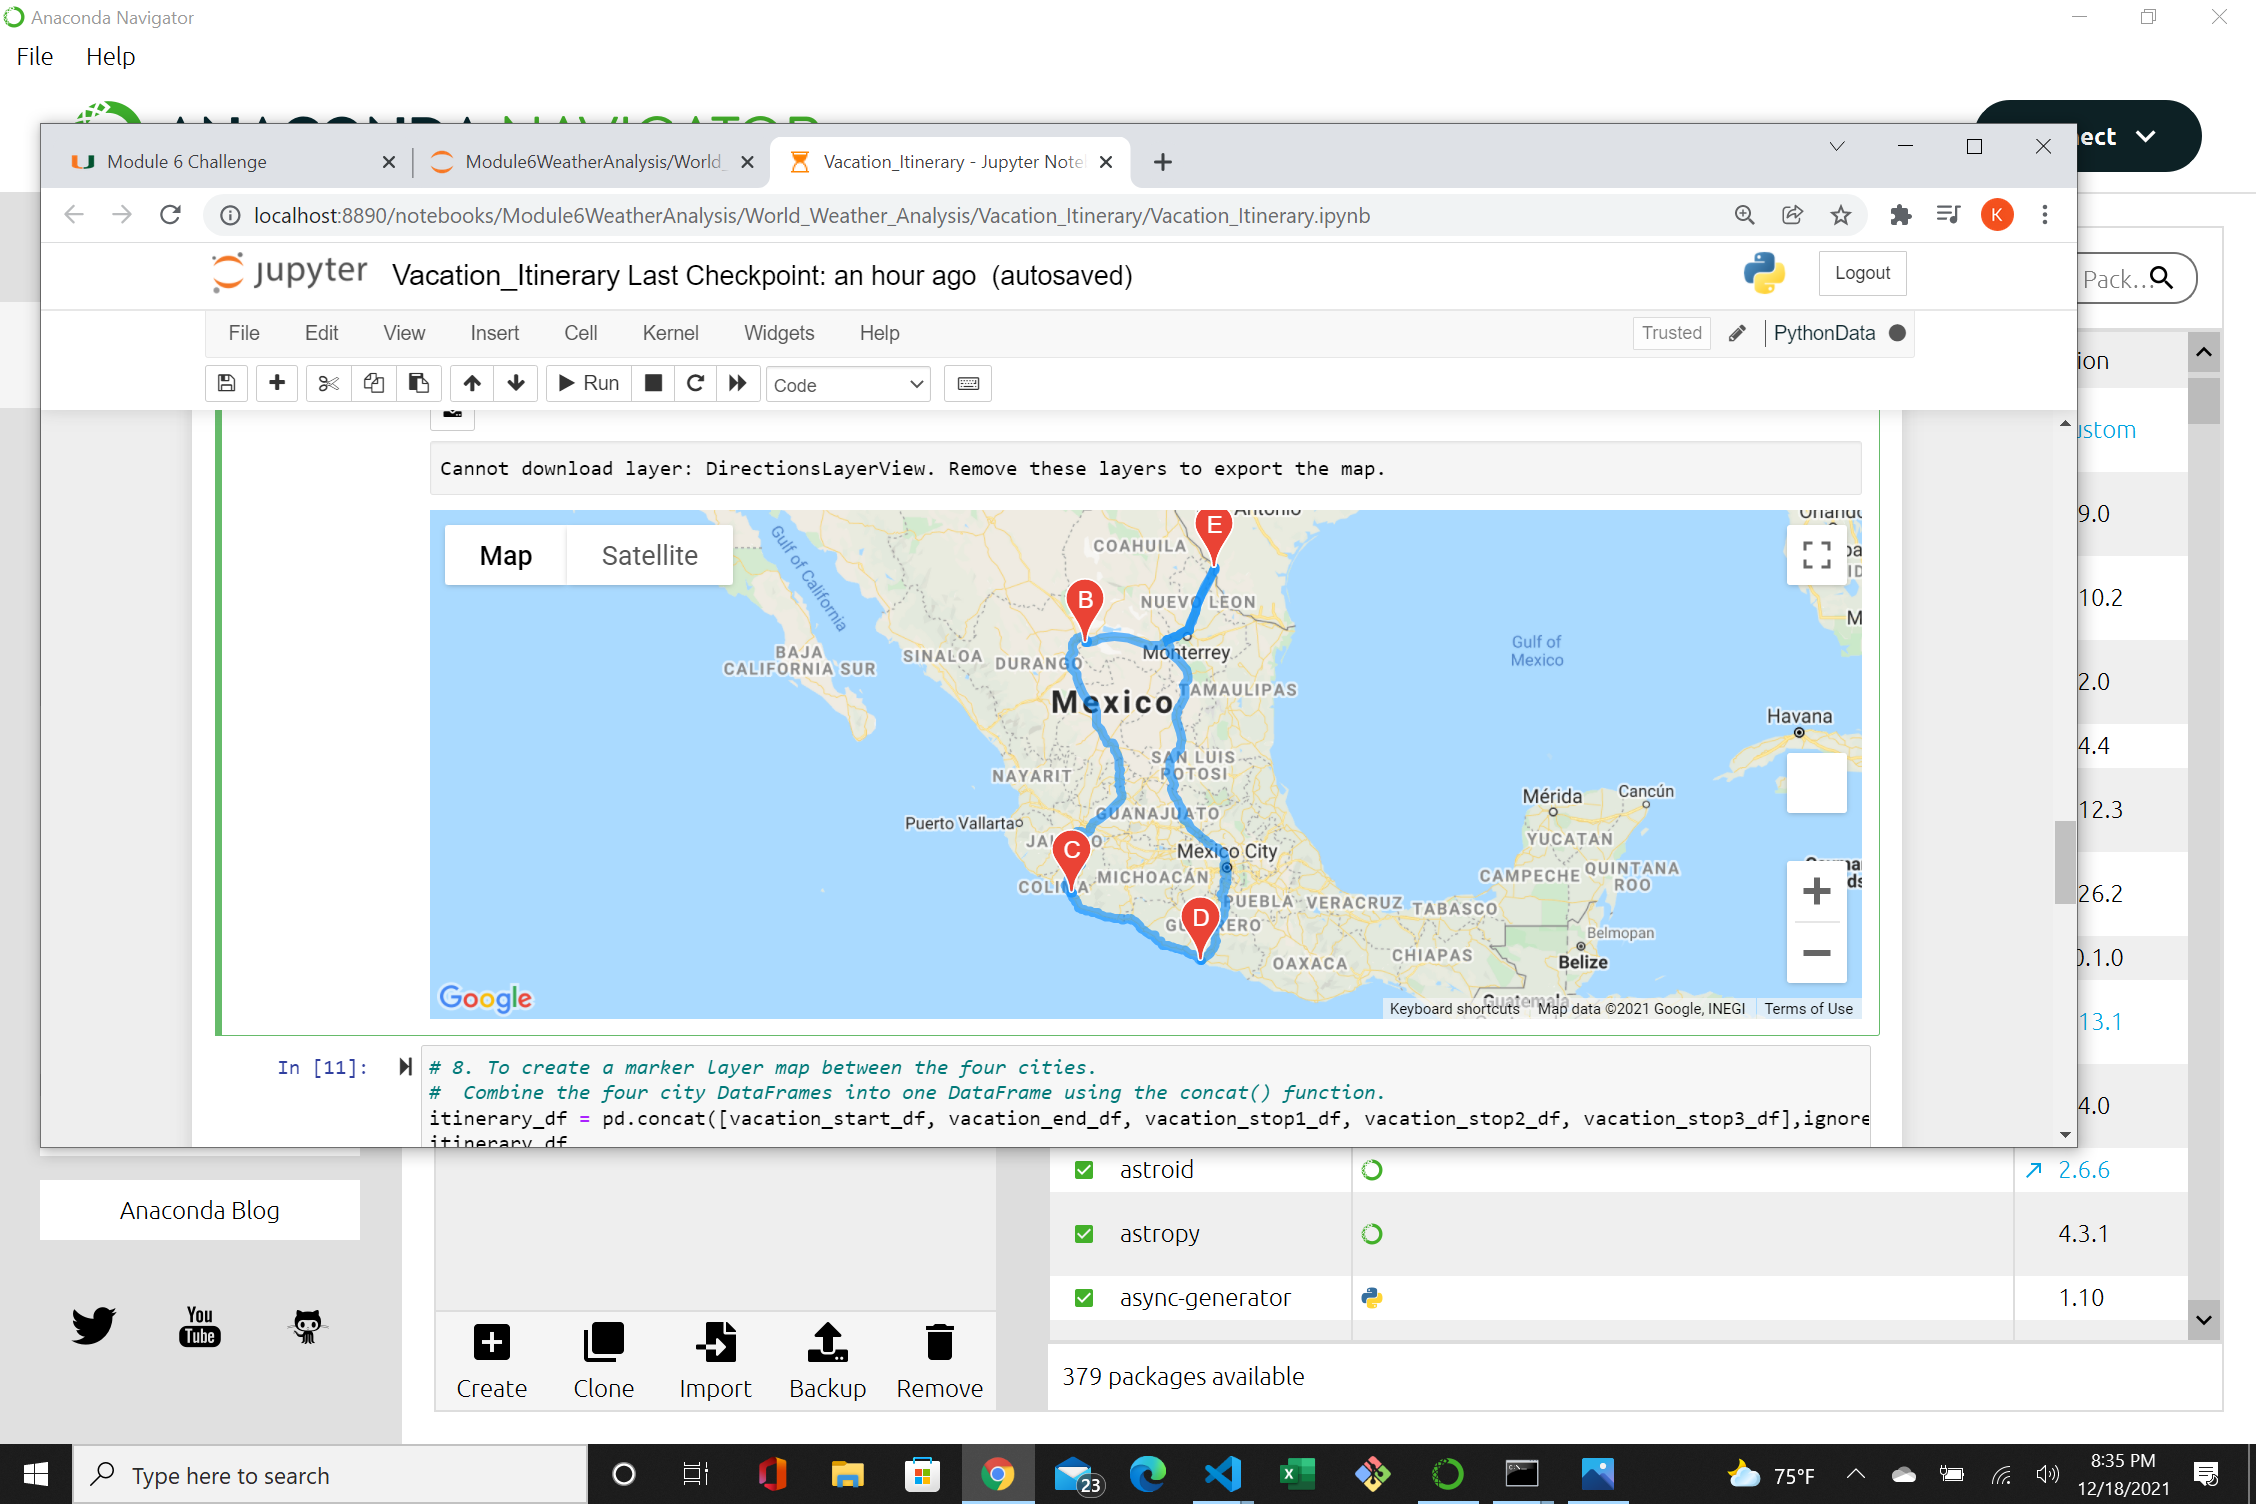 Anaconda Navigator
File Help
ANACONDA NAVIGATOR
Module 6 Challenge
Module6WeatherAnalysis/World_
Vacation_Itinerary - Jupyter Note
localhost:8890/notebooks/Module6WeatherAnalysis/World_Weather_Analysis/Vacation_Itinerary/Vacation_Itinerary.ipynb
K
jupyter Vacation_Itinerary Last Checkpoint: an hour ago (autosaved)
Logout
File Edit View Insert Cell Kernel Widgets Help
Trusted
PythonData
Run
Code
Cannot download layer: DirectionsLayerView. Remove these layers to export the map.
Map Satellite
Gulf of California
COAHUILA
E
B
NUEVO LEON
Monterrey
BAJA
CALIFORNIA SUR
SINALOA
DURANGO
Mexico
TAMAULIPAS
Gulf of
Mexico
Havana
SAN LUIS
POTOSI
NAYARIT
GUANAJUATO
Puerto Vallarta
Mérida
Cancún
YUCATAN
C
Mexico City
COLIMA
MICHOACÁN
CAMPECHE
QUINTANA
ROO
D
PUEBLA
VERACRUZ
TABASCO
GUERRERO
OAXACA
CHIAPAS
Belmopan
Belize
Guatemala
Google
Keyboard shortcuts
Map data ©2021 Google, INEGI
Terms of Use
In [11]:
# 8. To create a marker layer map between the four cities.
#  Combine the four city DataFrames into one DataFrame using the concat() function.
itinerary_df = pd.concat([vacation_start_df, vacation_end_df, vacation_stop1_df, vacation_stop2_df, vacation_stop3_df],ignore
itinerary_df
ect
Pack...
ion
ustom
9.0
10.2
2.0
4.4
12.3
26.2
0.1.0
13.1
4.0
astroid 2.6.6
astropy 4.3.1
async-generator 1.10
379 packages available
Anaconda Blog
You
Tube
Create Clone Import Backup Remove
Type here to search
23
75°F
8:35 PM
12/18/2021